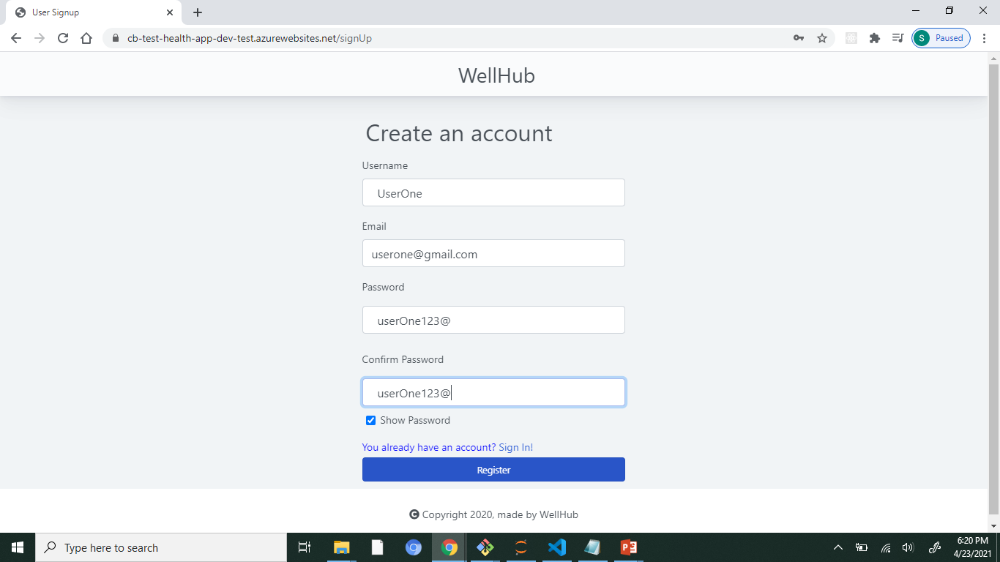 User Signup
cb-test-health-app-dev-test.azurewebsites.net/signUp
S Paused
WellHub
Create an account
Username
UserOne
Email
userone@gmail.com
Password
userOne123@
Confirm Password
userOne123@
Show Password
You already have an account? Sign In!
Register
Copyright 2020, made by WellHub
Type here to search
6:20 PM
4/23/2021